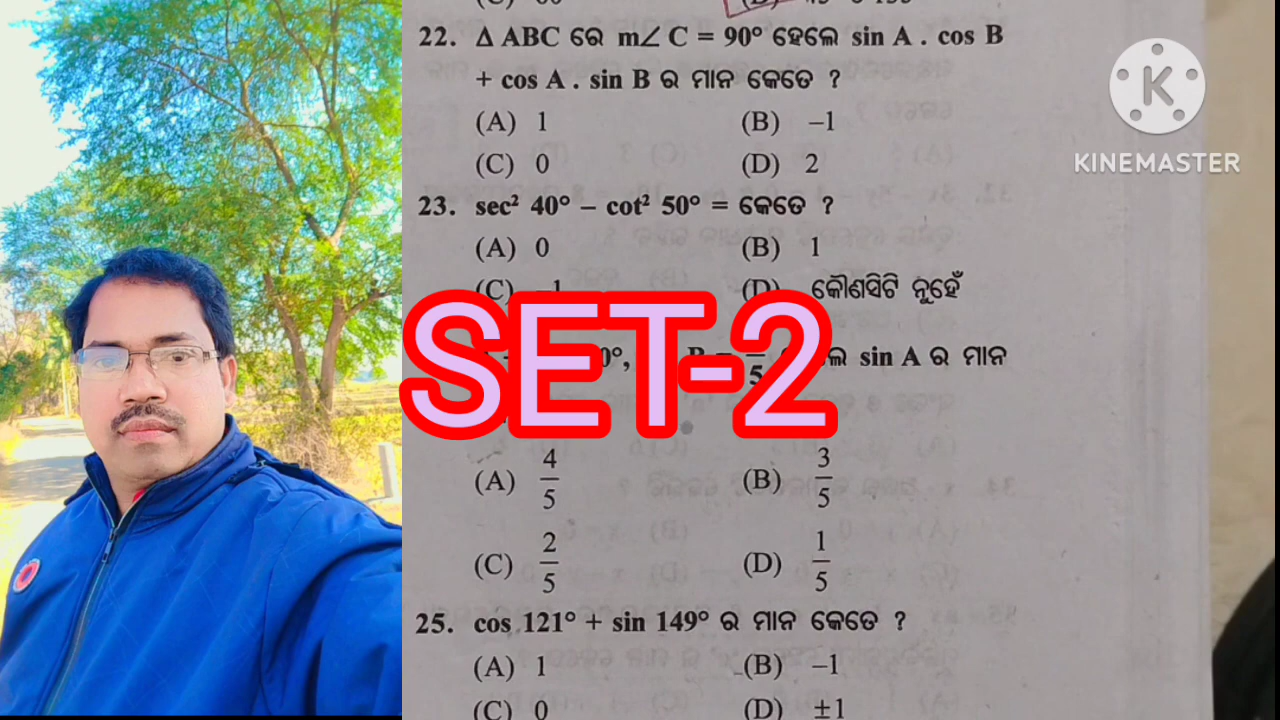 22. Δ ABC ରେ m∠ C = 90° ହେଲେ sin A . cos B
+ cos A . sin B ର ମାନ କେତେ ?
(A) 1 (B) –1
(C) 0 (D) 2
23. sec² 40° – cot² 50° = କେତେ ?
(A) 0 (B) 1
(C) –1 (D) କୌଣସିଟି ନୁହେଁ
SET-2
sin A ର ମାନ
(A) 4/5 (B) 3/5
(C) 2/5 (D) 1/5
25. cos 121° + sin 149° ର ମାନ କେତେ ?
(A) 1 (B) –1
(C) 0 (D) ±1
K
KINEMASTER